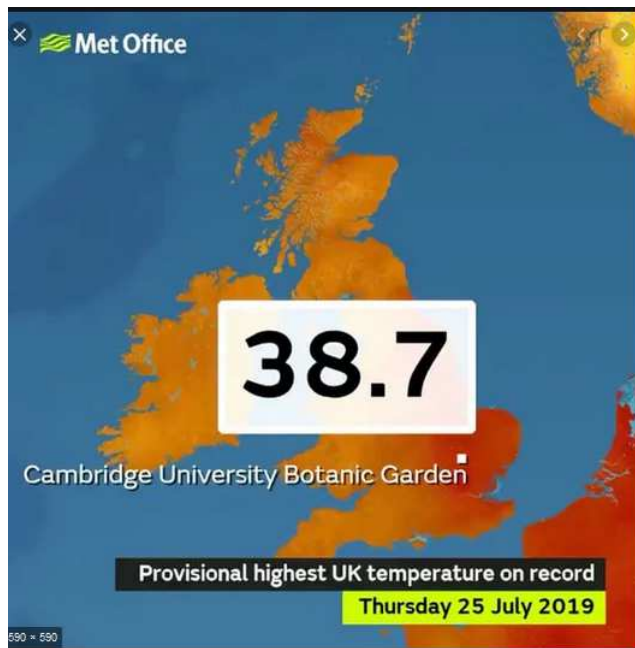 Met Office
38.7
Cambridge University Botanic Garden
Provisional highest UK temperature on record
Thursday 25 July 2019
590 × 590